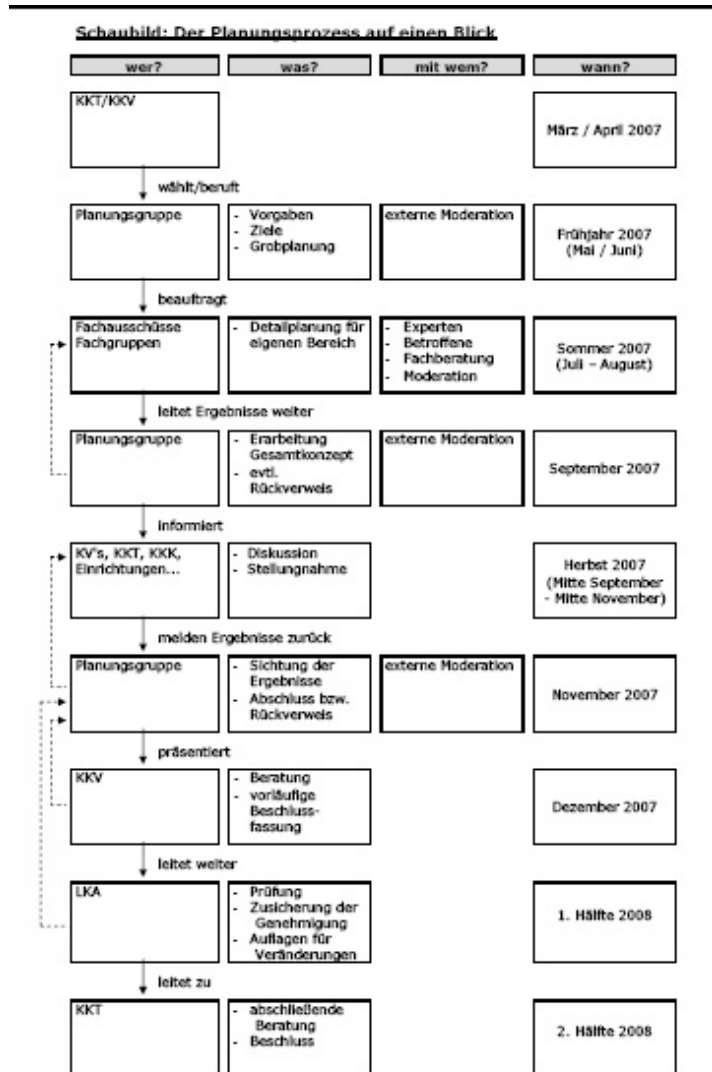 Schaubild: Der Planungsprozess auf einen Blick
wer? was? mit wem? wann?
KKT/KKV
März / April 2007
wählt/beruft
Planungsgruppe
- Vorgaben
- Ziele
- Grobplanung
externe Moderation
Frühjahr 2007
(Mai / Juni)
beauftragt
Fachausschüsse
Fachgruppen
- Detailplanung für
eigenen Bereich
- Experten
- Betroffene
- Fachberatung
- Moderation
Sommer 2007
(Juli – August)
leitet Ergebnisse weiter
Planungsgruppe
- Erarbeitung
Gesamtkonzept
- evtl.
Rückverweis
externe Moderation
September 2007
informiert
KV's, KKT, KKK,
Einrichtungen...
- Diskussion
- Stellungnahme
Herbst 2007
(Mitte September
- Mitte November)
melden Ergebnisse zurück
Planungsgruppe
- Sichtung der
Ergebnisse
- Abschluss bzw.
Rückverweis
externe Moderation
November 2007
präsentiert
KKV
- Beratung
- vorläufige
Beschluss-
fassung
Dezember 2007
leitet weiter
LKA
- Prüfung
- Zusicherung der
Genehmigung
- Auflagen für
Veränderungen
1. Hälfte 2008
leitet zu
KKT
- abschließende
Beratung
- Beschluss
2. Hälfte 2008